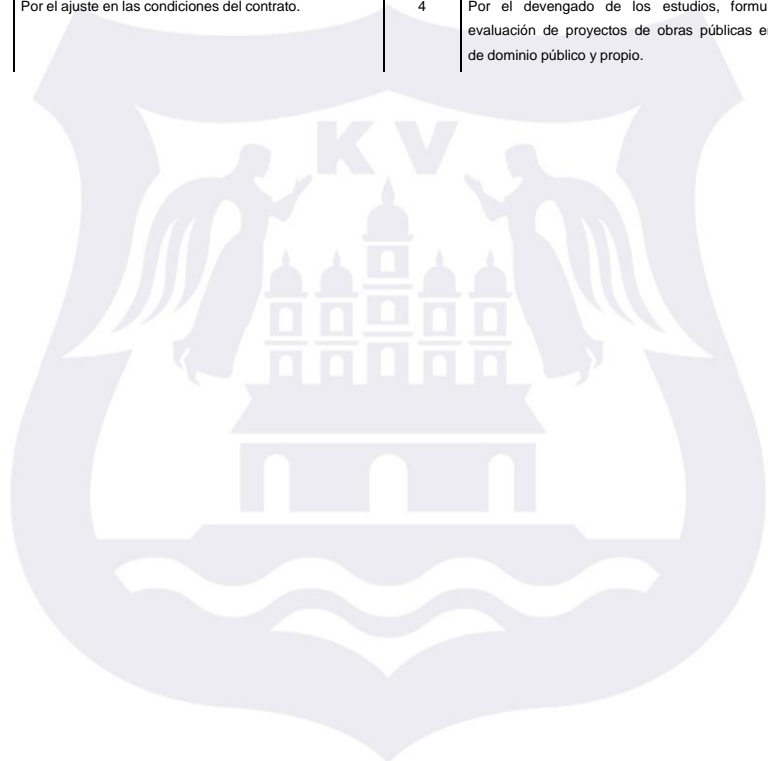 Por el ajuste en las condiciones del contrato.
4
Por el devengado de los estudios, formu
evaluación de proyectos de obras públicas e
de dominio público y propio.
KV